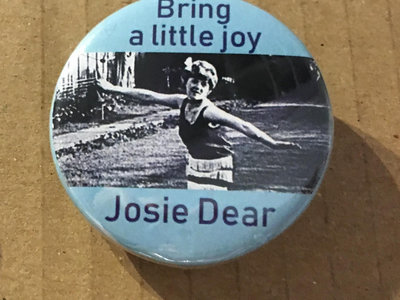 Bring
a little joy
Josie Dear